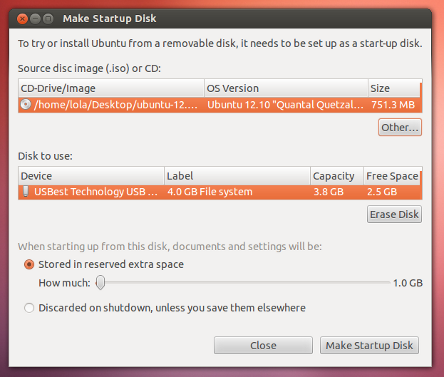 Make Startup Disk
To try or install Ubuntu from a removable disk, it needs to be set up as a start-up disk.
Source disc image (.iso) or CD:
CD-Drive/Image OS Version Size
/home/lola/Desktop/ubuntu-12.... Ubuntu 12.10 "Quantal Quetzal... 751.3 MB
Other...
Disk to use:
Device Label Capacity Free Space
USBest Technology USB ... 4.0 GB File system 3.8 GB 2.5 GB
Erase Disk
When starting up from this disk, documents and settings will be:
Stored in reserved extra space
How much: 1.0 GB
Discarded on shutdown, unless you save them elsewhere
Close Make Startup Disk